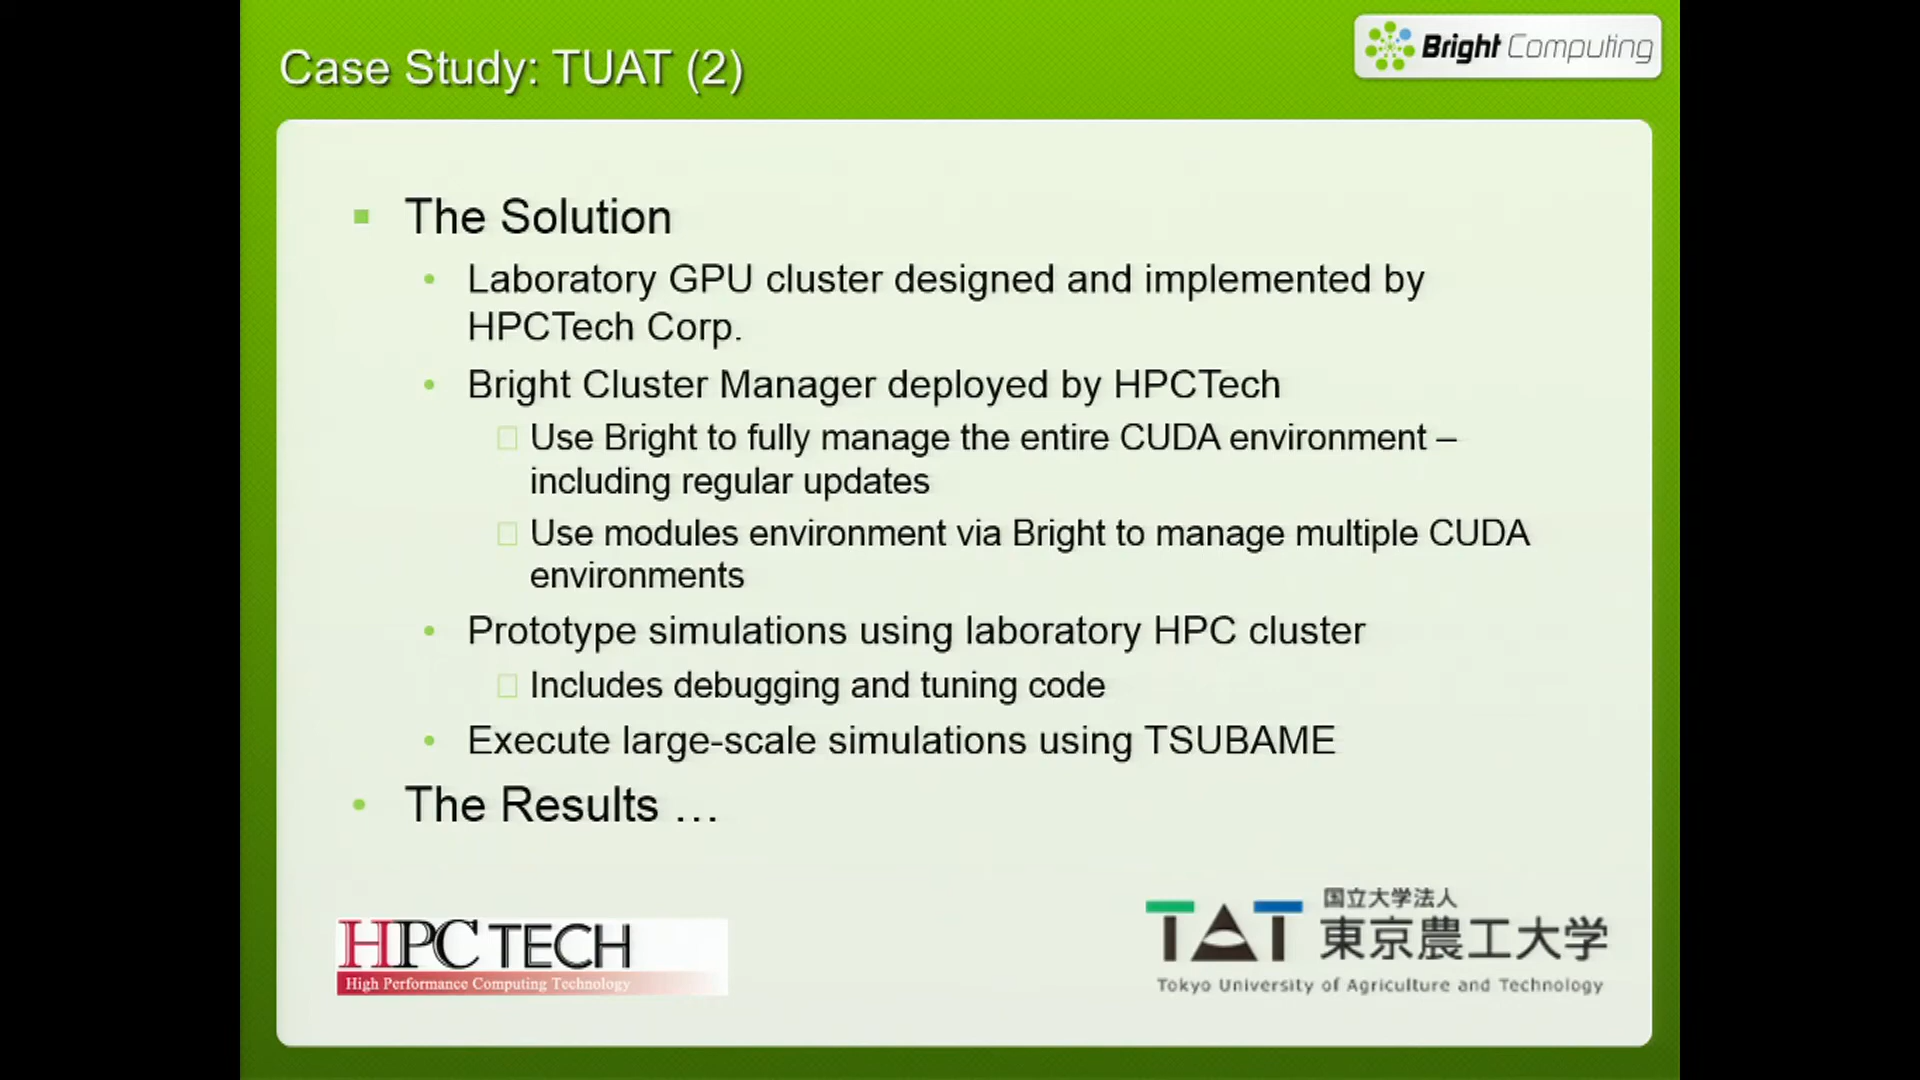 Case Study: TUAT (2)
Bright Computing
The Solution
Laboratory GPU cluster designed and implemented by
HPCTech Corp.
Bright Cluster Manager deployed by HPCTech
Use Bright to fully manage the entire CUDA environment –
including regular updates
Use modules environment via Bright to manage multiple CUDA
environments
Prototype simulations using laboratory HPC cluster
Includes debugging and tuning code
Execute large-scale simulations using TSUBAME
The Results …
HPC TECH
High Performance Computing Technology
TAT
国立大学法人
東京農工大学
Tokyo University of Agriculture and Technology